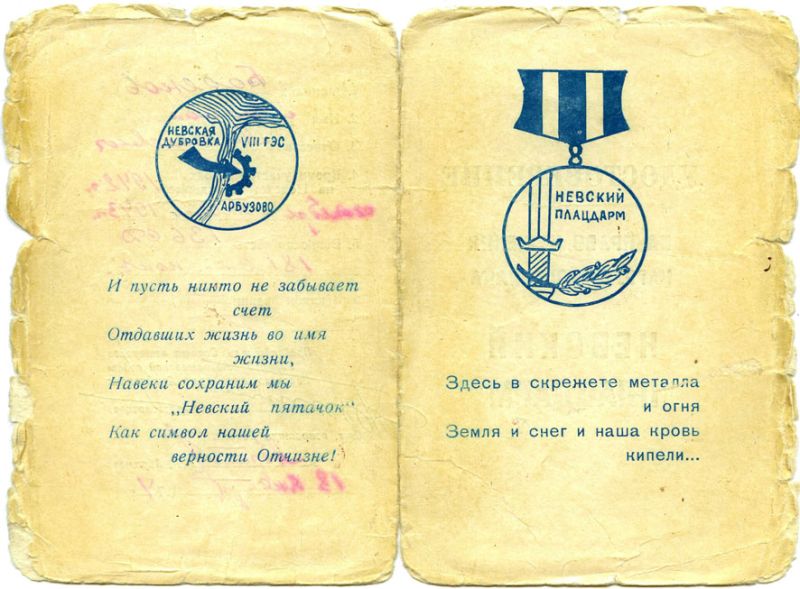 НЕВСКАЯ
ДУБРОВКА
VIII ГЭС
АРБУЗОВО
И пусть никто не забывает
счет
Отдавших жизнь во имя
жизни,
Навеки сохраним мы
„Невский пятачок“
Как символ нашей
верности Отчизне!
НЕВСКИЙ
ПЛАЦДАРМ
Здесь в скрежете металла
и огня
Земля и снег и наша кровь
кипели...